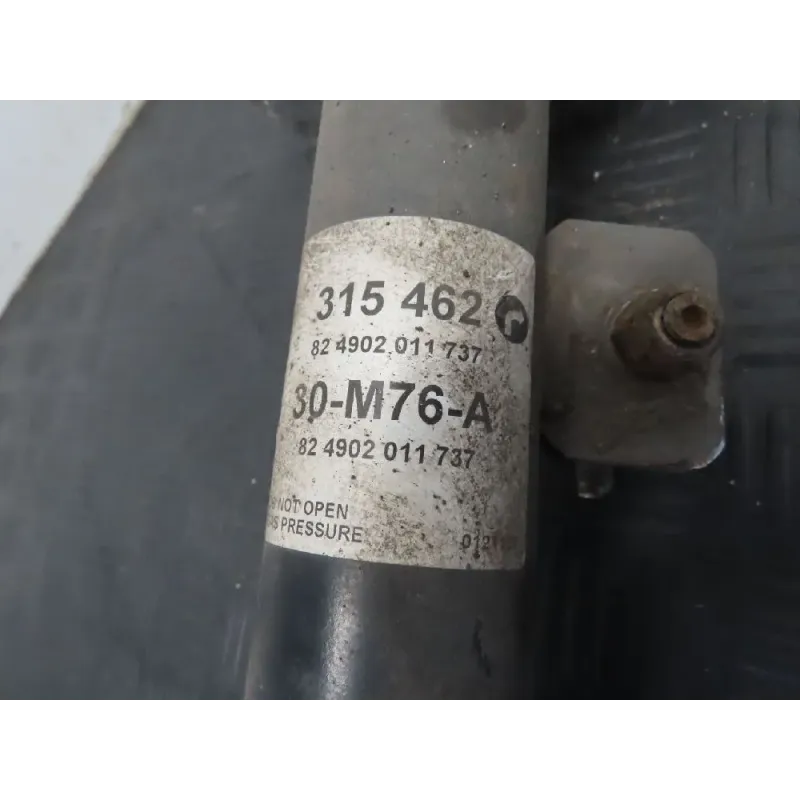 315 462
82 4902 011 737
30-M76-A
82 4902 011 737
NOT OPEN
PRESSURE